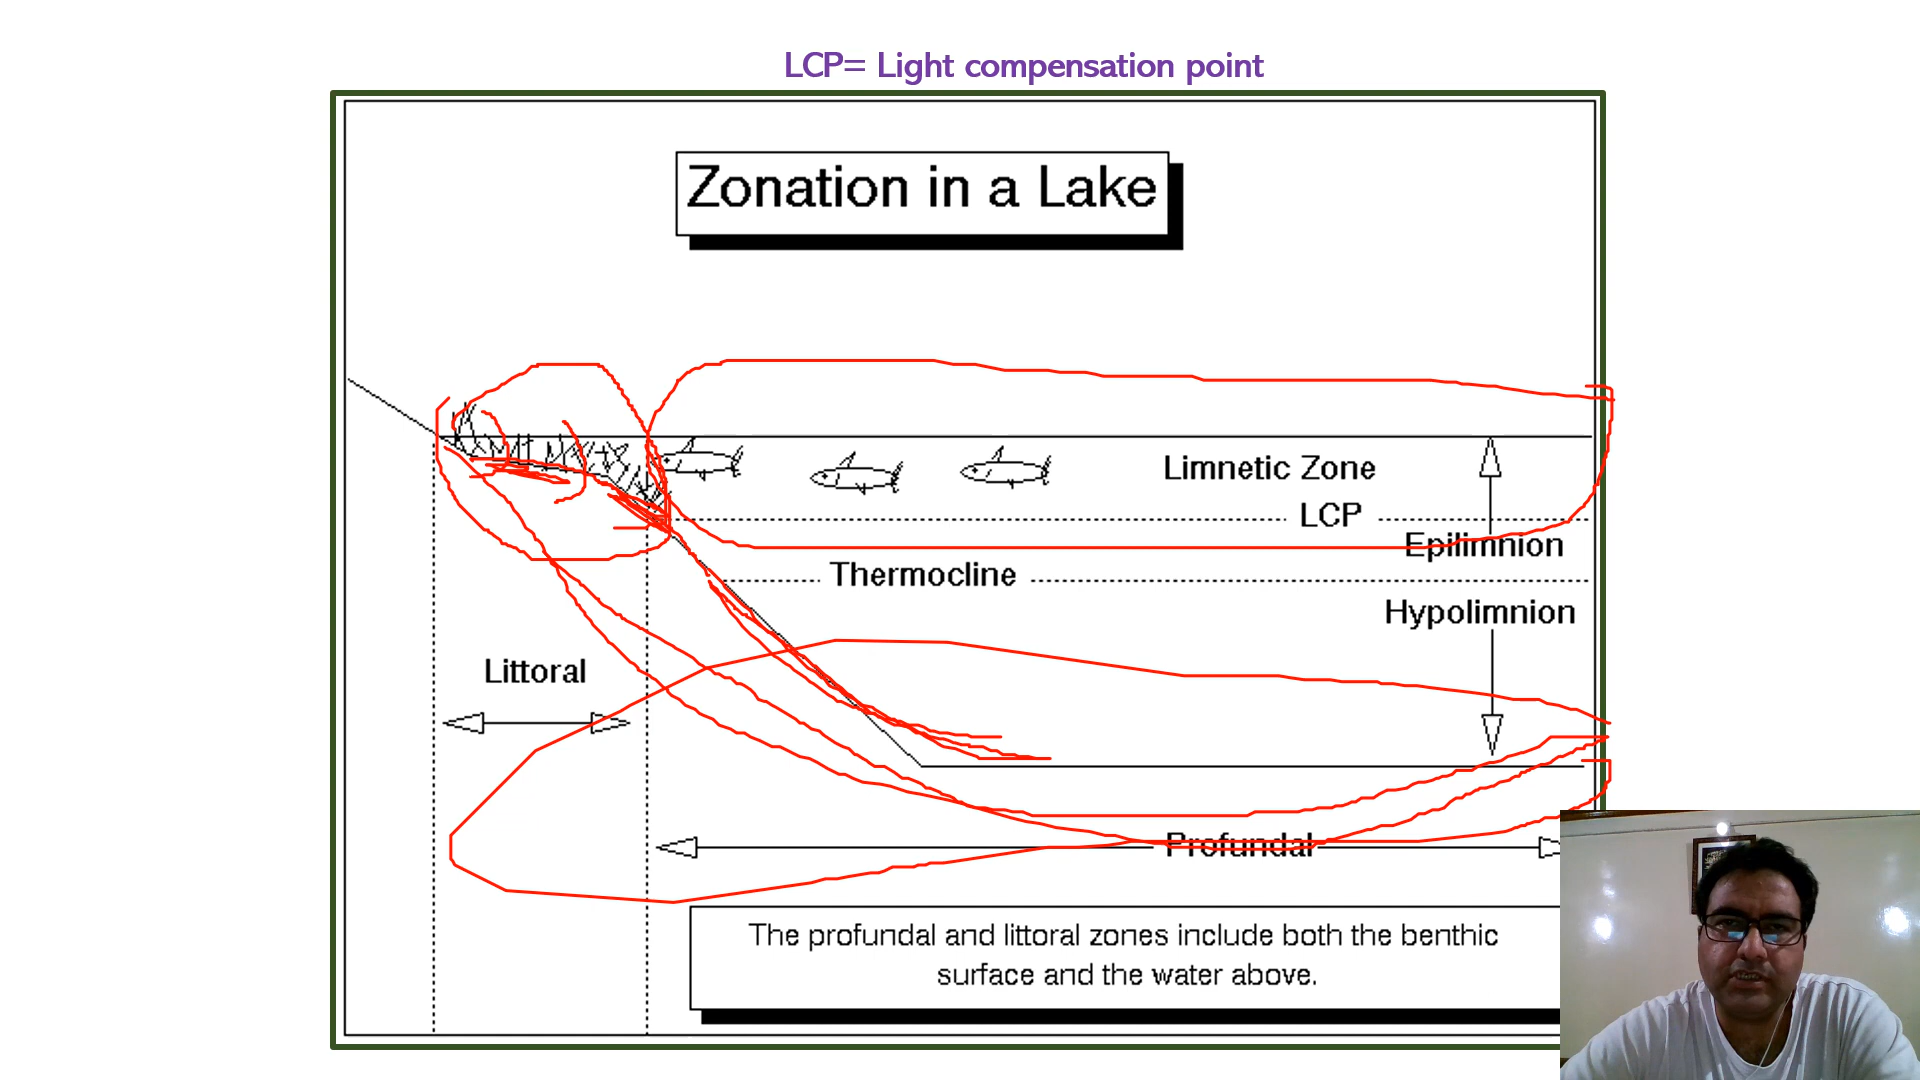 LCP= Light compensation point
Zonation in a Lake
Limnetic Zone
LCP
Epilimnion
Thermocline
Hypolimnion
Littoral
Profundal
The profundal and littoral zones include both the benthic
surface and the water above.